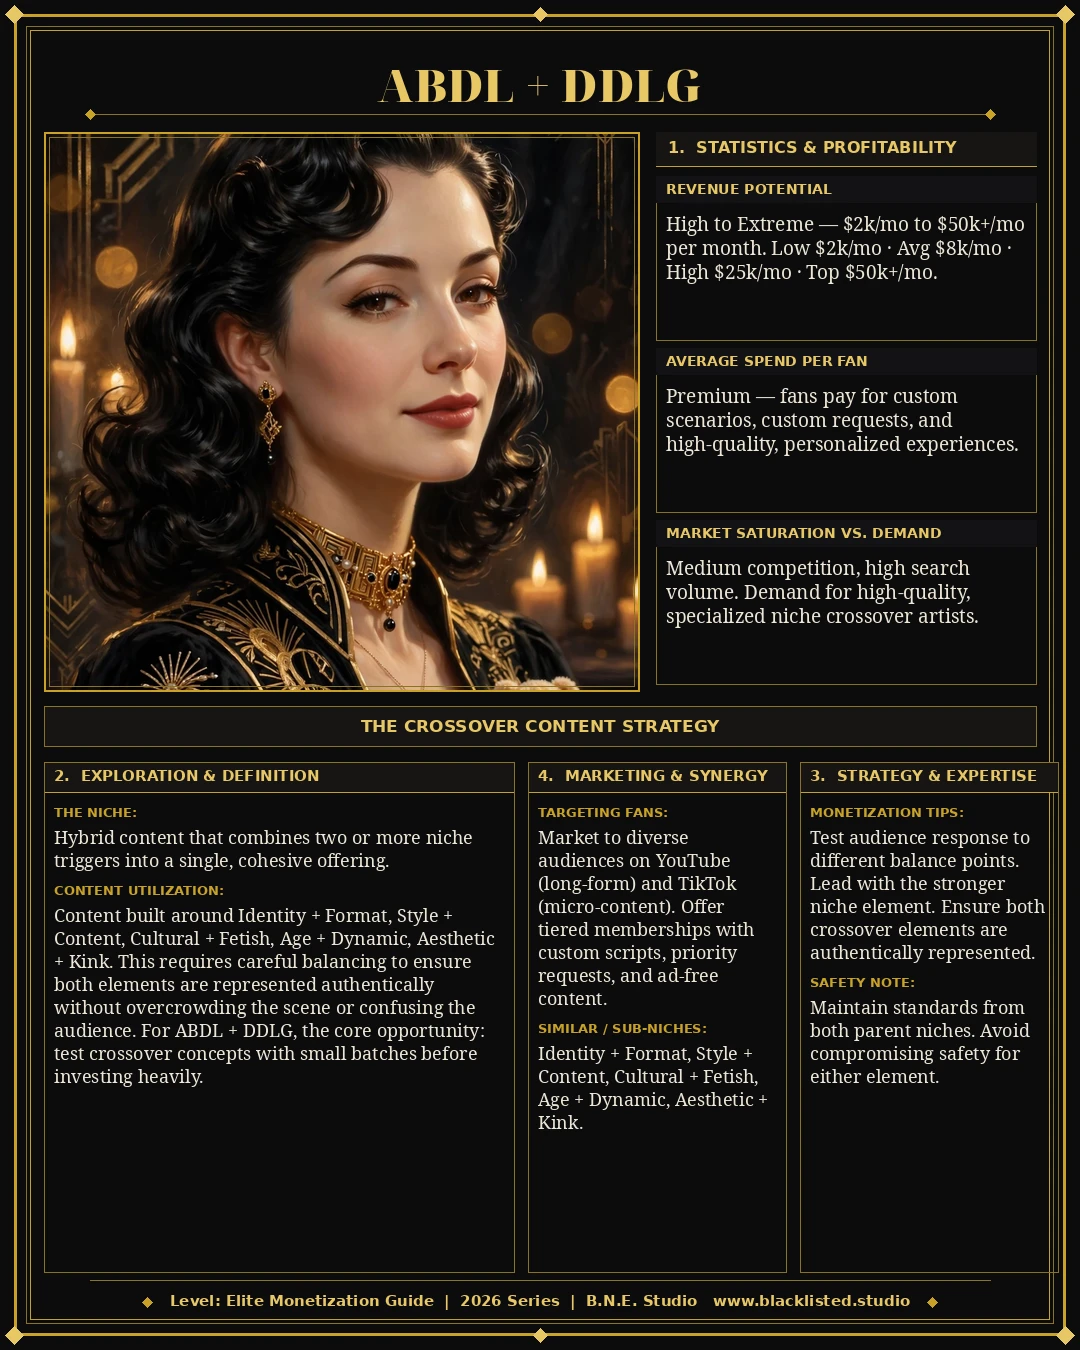 ABDL + DDLG
1. STATISTICS & PROFITABILITY
REVENUE POTENTIAL
High to Extreme — $2k/mo to $50k+/mo
per month. Low $2k/mo · Avg $8k/mo ·
High $25k/mo · Top $50k+/mo.
AVERAGE SPEND PER FAN
Premium — fans pay for custom
scenarios, custom requests, and
high-quality, personalized experiences.
MARKET SATURATION VS. DEMAND
Medium competition, high search
volume. Demand for high-quality,
specialized niche crossover artists.
THE CROSSOVER CONTENT STRATEGY
2. EXPLORATION & DEFINITION
THE NICHE:
Hybrid content that combines two or more niche
triggers into a single, cohesive offering.
CONTENT UTILIZATION:
Content built around Identity + Format, Style +
Content, Cultural + Fetish, Age + Dynamic, Aesthetic
+ Kink. This requires careful balancing to ensure
both elements are represented authentically
without overcrowding the scene or confusing the
audience. For ABDL + DDLG, the core opportunity:
test crossover concepts with small batches before
investing heavily.
4. MARKETING & SYNERGY
TARGETING FANS:
Market to diverse
audiences on YouTube
(long-form) and TikTok
(micro-content). Offer
tiered memberships with
custom scripts, priority
requests, and ad-free
content.
SIMILAR / SUB-NICHES:
Identity + Format, Style +
Content, Cultural + Fetish,
Age + Dynamic, Aesthetic +
Kink.
3. STRATEGY & EXPERTISE
MONETIZATION TIPS:
Test audience response to
different balance points.
Lead with the stronger
niche element. Ensure both
crossover elements are
authentically represented.
SAFETY NOTE:
Maintain standards from
both parent niches. Avoid
compromising safety for
either element.
Level: Elite Monetization Guide | 2026 Series | B.N.E. Studio www.blacklisted.studio